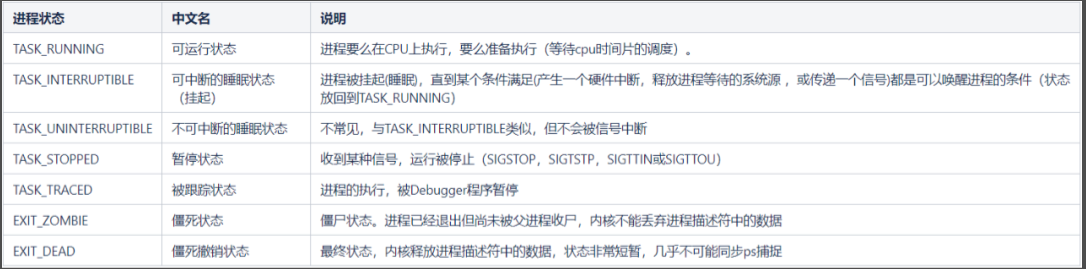 进程状态 中文名 说明
TASK_RUNNING 可运行状态 进程要么在CPU上执行，要么准备执行（等待cpu时间片的调度）。
TASK_INTERRUPTIBLE 可中断的睡眠状态 进程被挂起(睡眠)，直到某个条件满足(产生一个硬件中断，释放进程等待的系统源 ，或传递一个信号)都是可以唤醒进程的条件（状态
（挂起） 放回到TASK_RUNNING）
TASK_UNINTERRUPTIBLE 不可中断的睡眠状态 不常见，与TASK_INTERRUPTIBLE类似，但不会被信号中断
TASK_STOPPED 暂停状态 收到某种信号，运行被停止（SIGSTOP，SIGTSTP，SIGTTIN或SIGTTOU）
TASK_TRACED 被跟踪状态 进程的执行，被Debugger程序暂停
EXIT_ZOMBIE 僵死状态 僵尸状态。进程已经退出但尚未被父进程收尸，内核不能丢弃进程描述符中的数据
EXIT_DEAD 僵死撤销状态 最终状态，内核释放进程描述符中的数据，状态非常短暂，几乎不可能同步ps捕捉